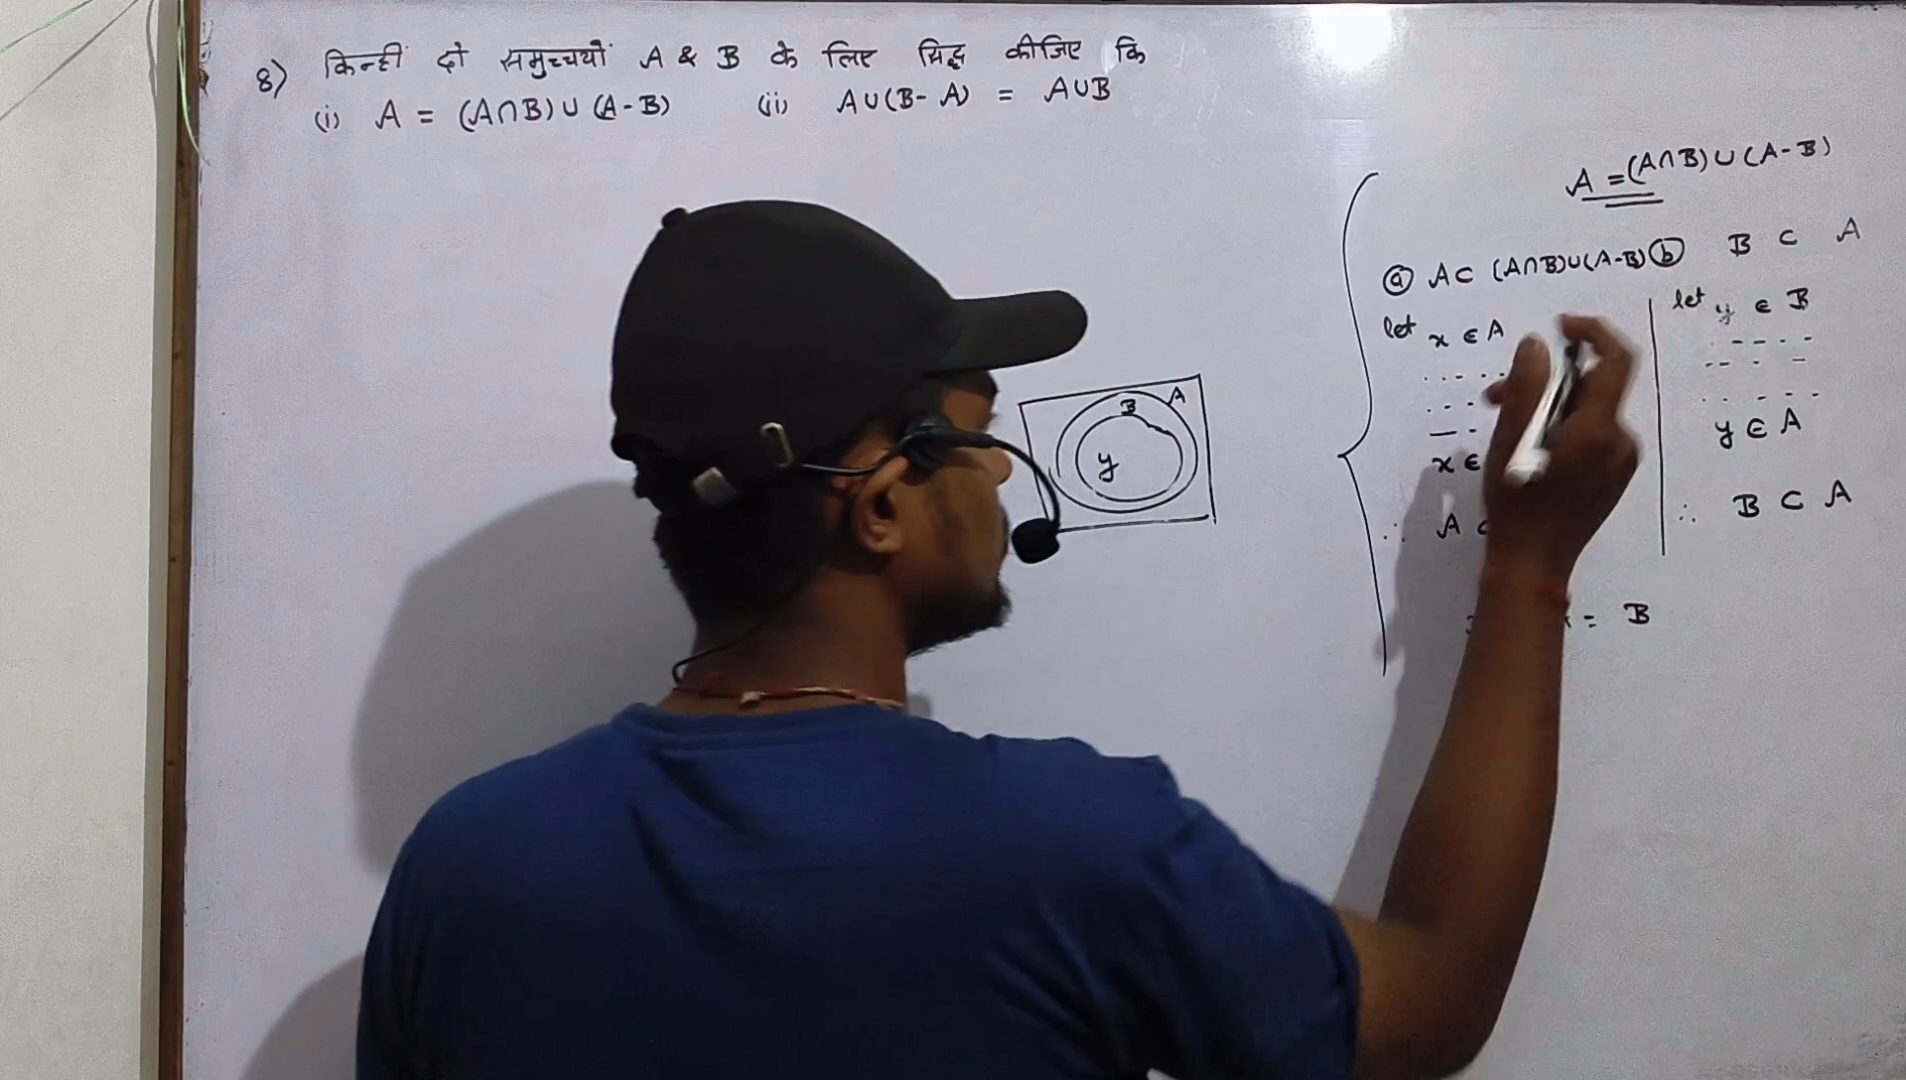 8) किन्हीं दो समुच्चयों A & B के लिए सिद्ध कीजिए कि
(i) A = (A∩B)∪(A-B) (ii) A∪(B-A) = A∪B
A = (A∩B)∪(A-B)
ⓐ A⊂ (A∩B)∪(A-B) ⓑ B ⊂ A
let x ∈ A
x ∈
∴ A ⊂
let y ∈ B
y ∈ A
∴ B ⊂ A
= B
B A
y